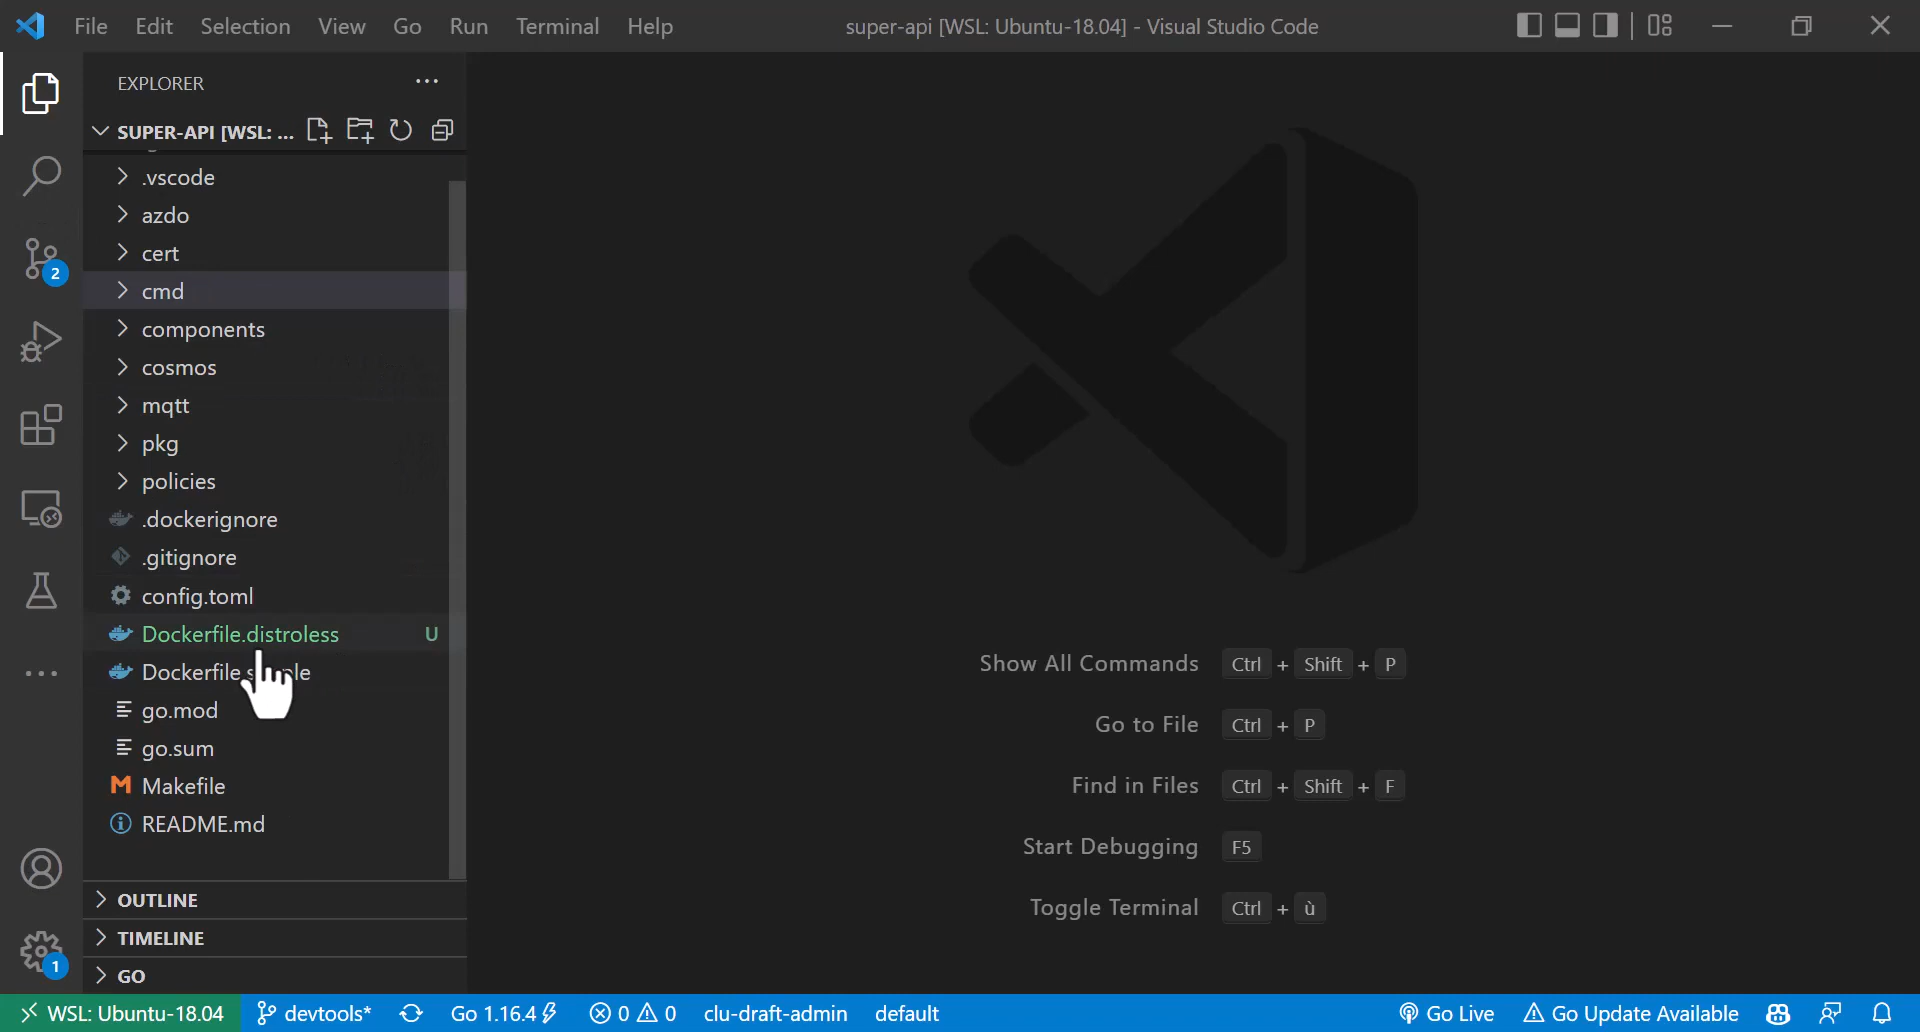 File Edit Selection View Go Run Terminal Help
super-api [WSL: Ubuntu-18.04] - Visual Studio Code
EXPLORER
SUPER-API [WSL: ...
.vscode
azdo
cert
cmd
components
cosmos
mqtt
pkg
policies
.dockerignore
.gitignore
config.toml
Dockerfile.distroless U
go.mod
go.sum
Makefile
README.md
OUTLINE
TIMELINE
GO
2
1
Show All Commands Ctrl + Shift + P
Go to File Ctrl + P
Find in Files Ctrl + Shift + F
Start Debugging F5
Toggle Terminal Ctrl + ù
WSL: Ubuntu-18.04 devtools* Go 1.16.4 0 0 clu-draft-admin default Go Live Go Update Available